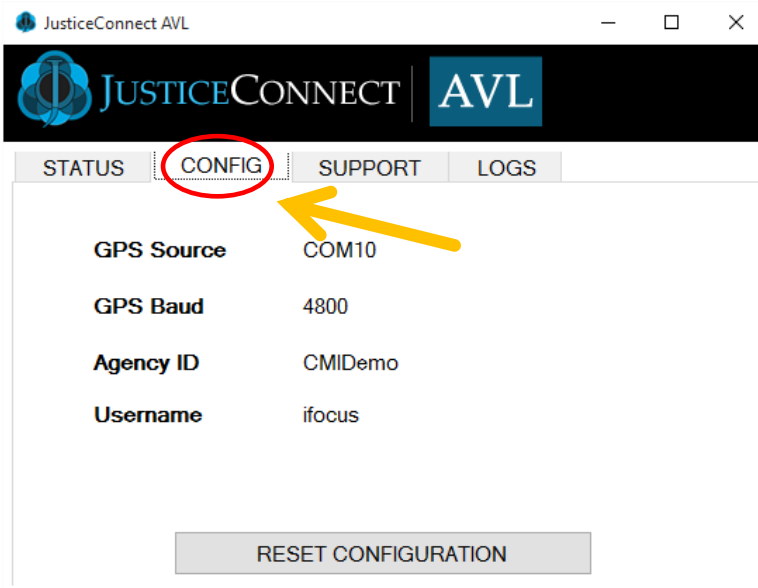 JusticeConnect AVL
JUSTICECONNECT AVL
STATUS CONFIG SUPPORT LOGS
GPS Source COM10
GPS Baud 4800
Agency ID CMIDemo
Username ifocus
RESET CONFIGURATION